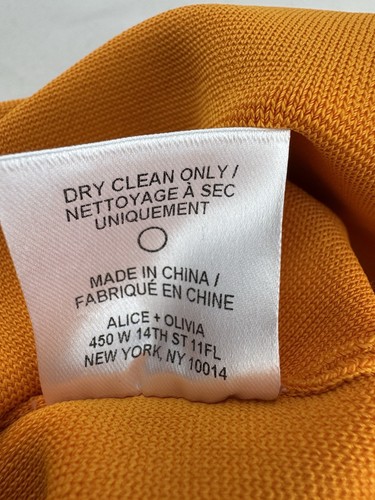 DRY CLEAN ONLY /
NETTOYAGE À SEC
UNIQUEMENT
MADE IN CHINA /
FABRIQUÉ EN CHINE
ALICE + OLIVIA
450 W 14TH ST 11FL
NEW YORK, NY 10014